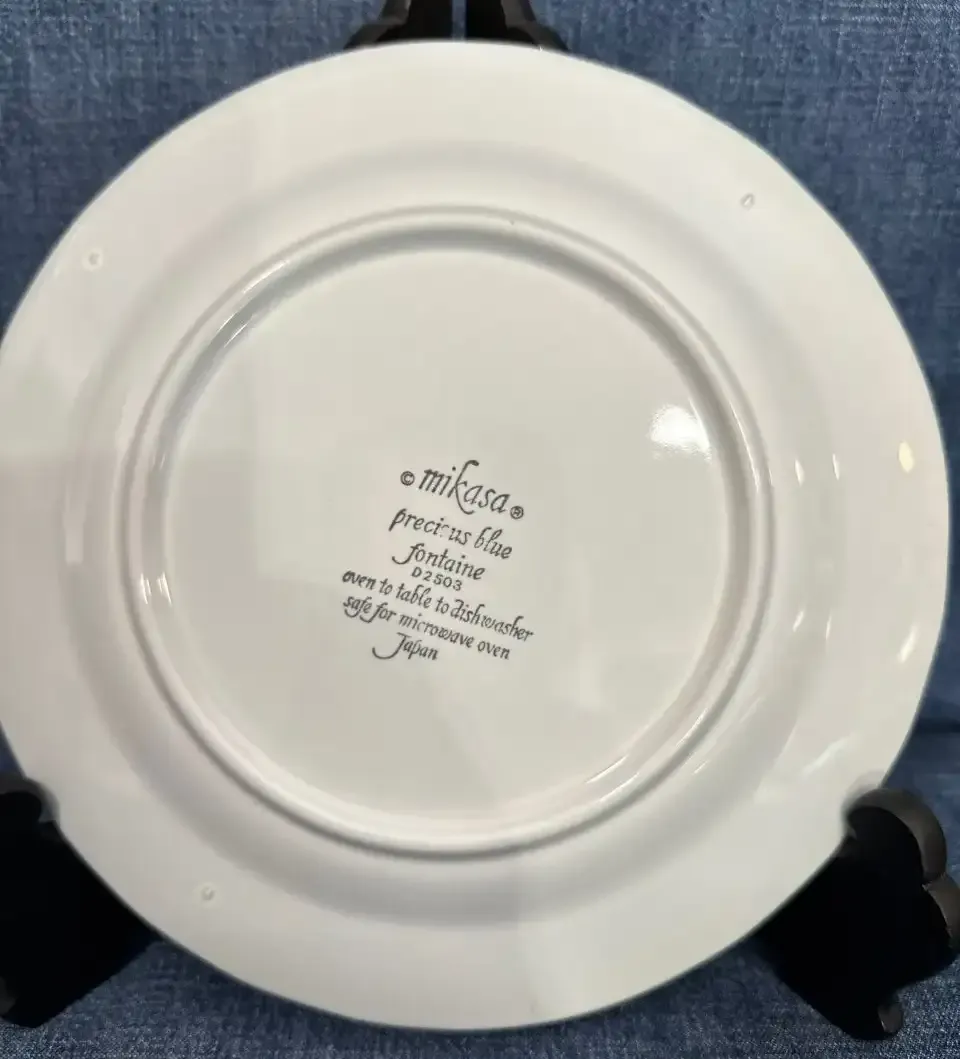 © mikasa ®
precious blue
fontaine
D2503
oven to table to dishwasher
safe for microwave oven
Japan